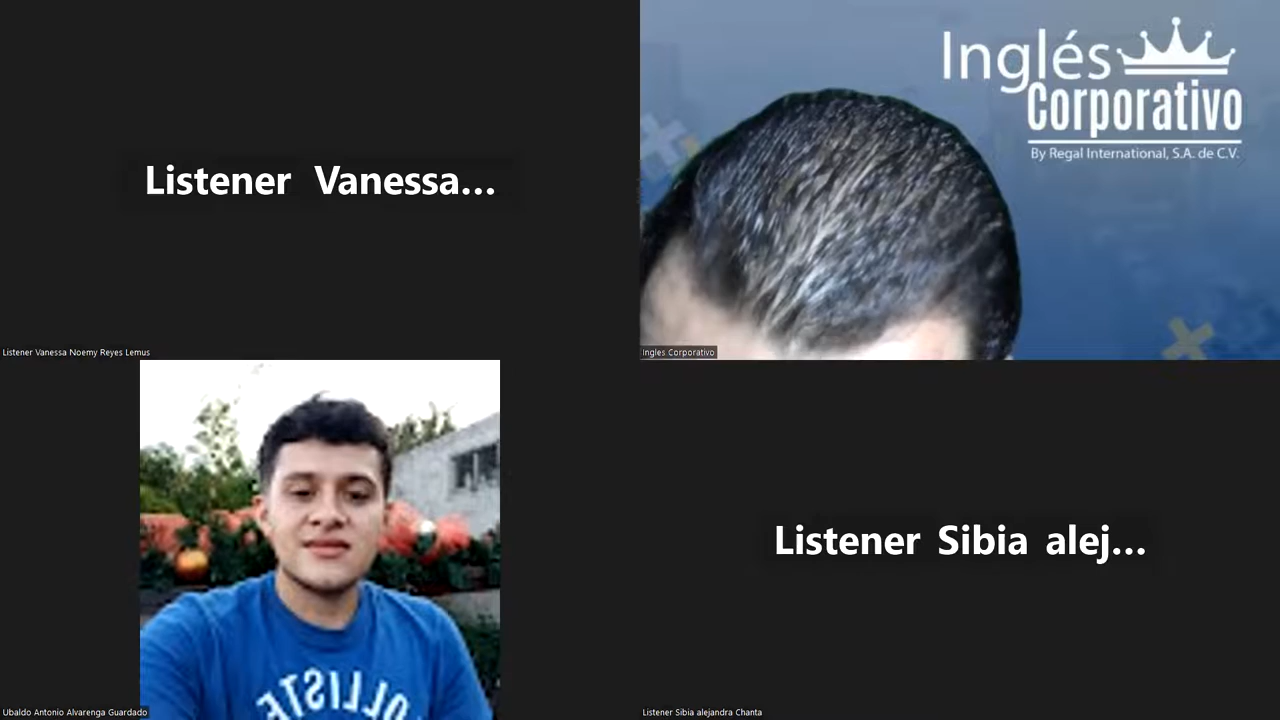 Listener Vanessa...
Listener Vanessa Noemy Reyes Lemus
Inglés
Corporativo
By Regal International, S.A. de C.V.
Ingles Corporativo
HOLLISTE
Ubaldo Antonio Alvarenga Guardado
Listener Sibia alej...
Listener Sibia alejandra Chanta